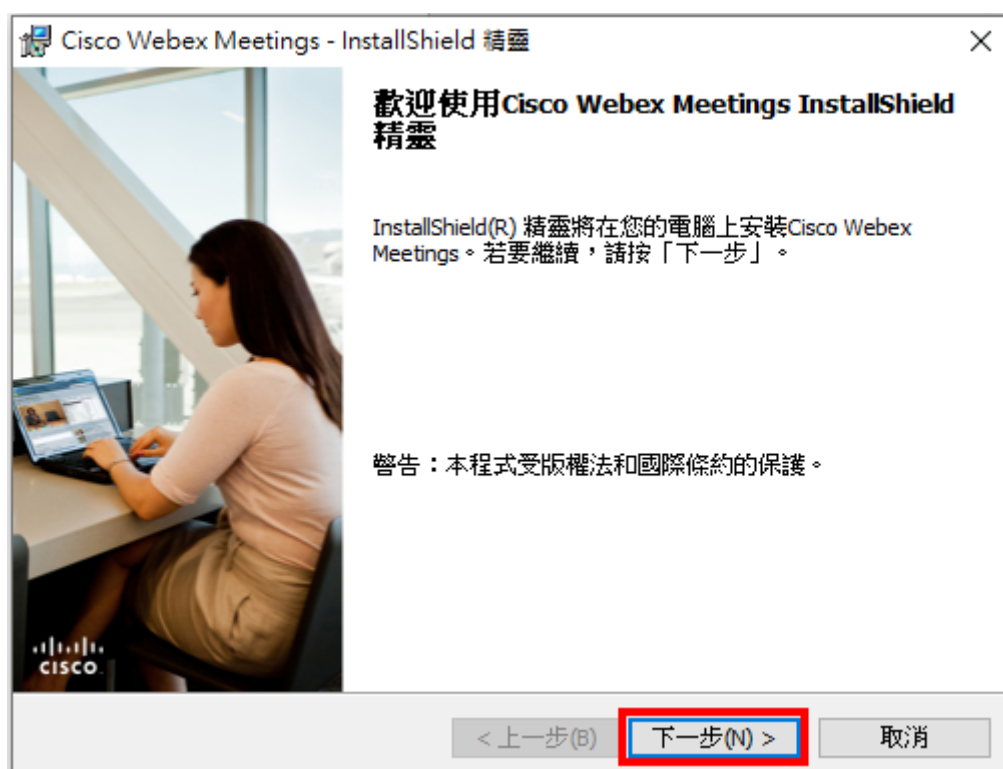 Cisco Webex Meetings - InstallShield 精靈
歡迎使用Cisco Webex Meetings InstallShield
精靈
InstallShield(R) 精靈將在您的電腦上安裝Cisco Webex
Meetings。若要繼續，請按「下一步」。
警告：本程式受版權法和國際條約的保護。
CISCO
< 上一步(B)
下一步(N) >
取消